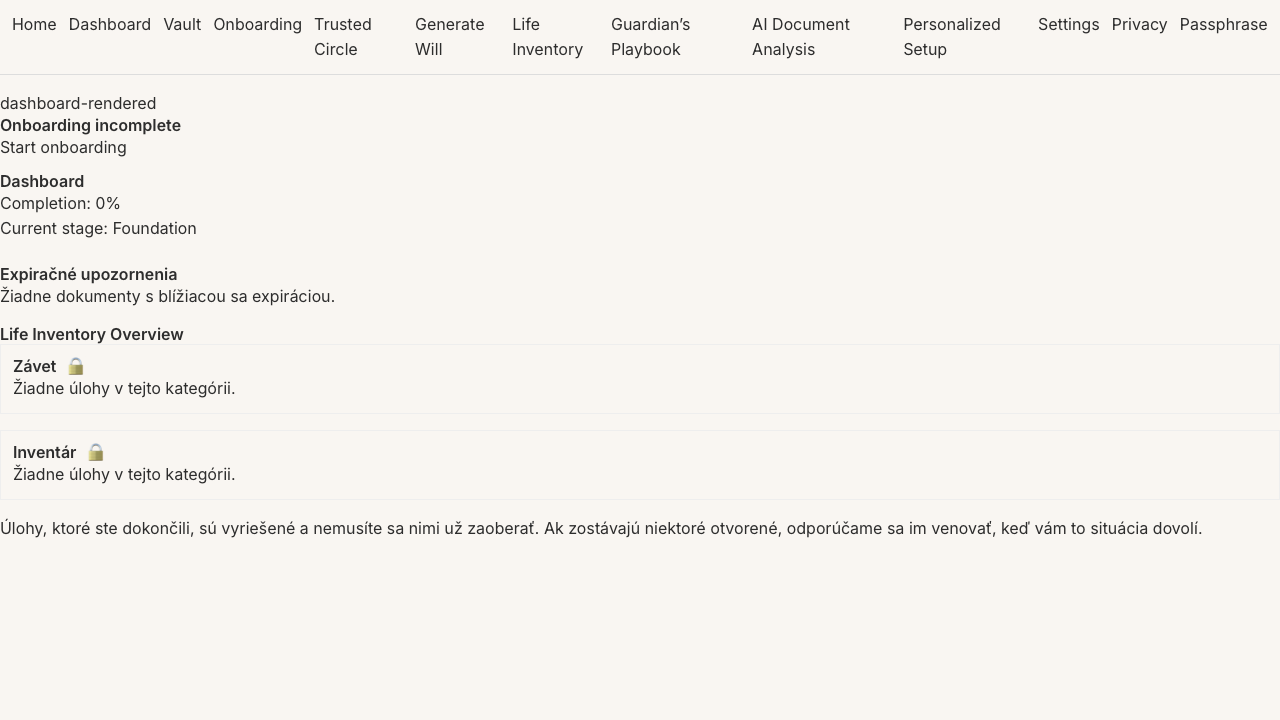 Home Dashboard Vault Onboarding Trusted Circle Generate Will Life Inventory Guardian’s Playbook AI Document Analysis Personalized Setup Settings Privacy Passphrase
dashboard-rendered
Onboarding incomplete
Start onboarding
Dashboard
Completion: 0%
Current stage: Foundation
Expiračné upozornenia
Žiadne dokumenty s blížiacou sa expiráciou.
Life Inventory Overview
Závet 🔒
Žiadne úlohy v tejto kategórii.
Inventár 🔒
Žiadne úlohy v tejto kategórii.
Úlohy, ktoré ste dokončili, sú vyriešené a nemusíte sa nimi už zaoberať. Ak zostávajú niektoré otvorené, odporúčame sa im venovať, keď vám to situácia dovolí.